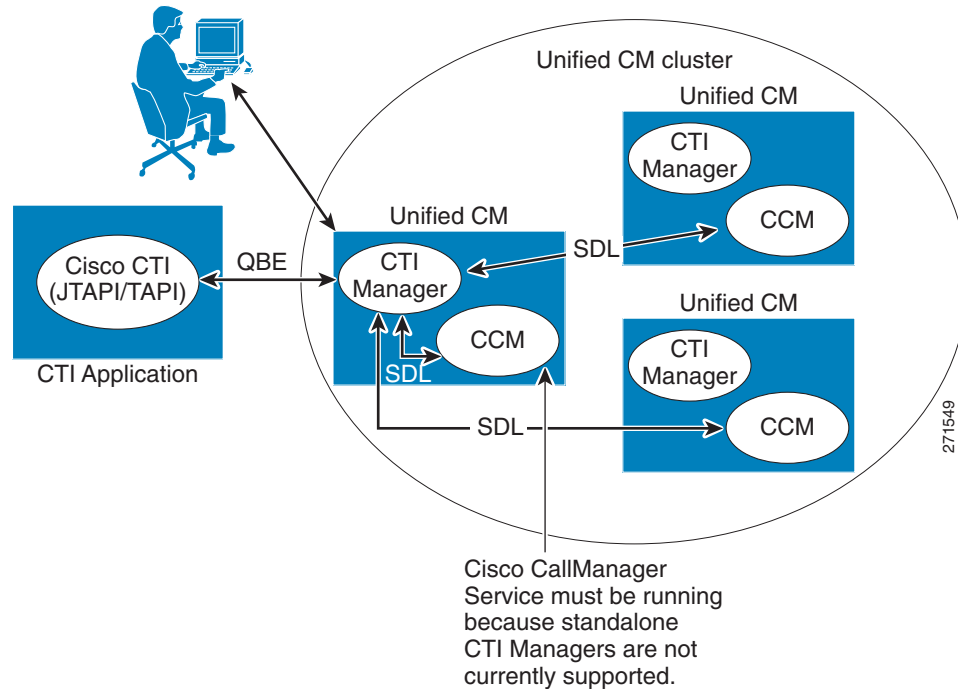 Unified CM cluster
Unified CM
CTI
Manager
CCM
SDL
Unified CM
CTI
Manager
CCM
SDL
QBE
Cisco CTI
(JTAPI/TAPI)
CTI Application
Unified CM
CTI
Manager
CCM
SDL
271549
Cisco CallManager
Service must be running
because standalone
CTI Managers are not
currently supported.